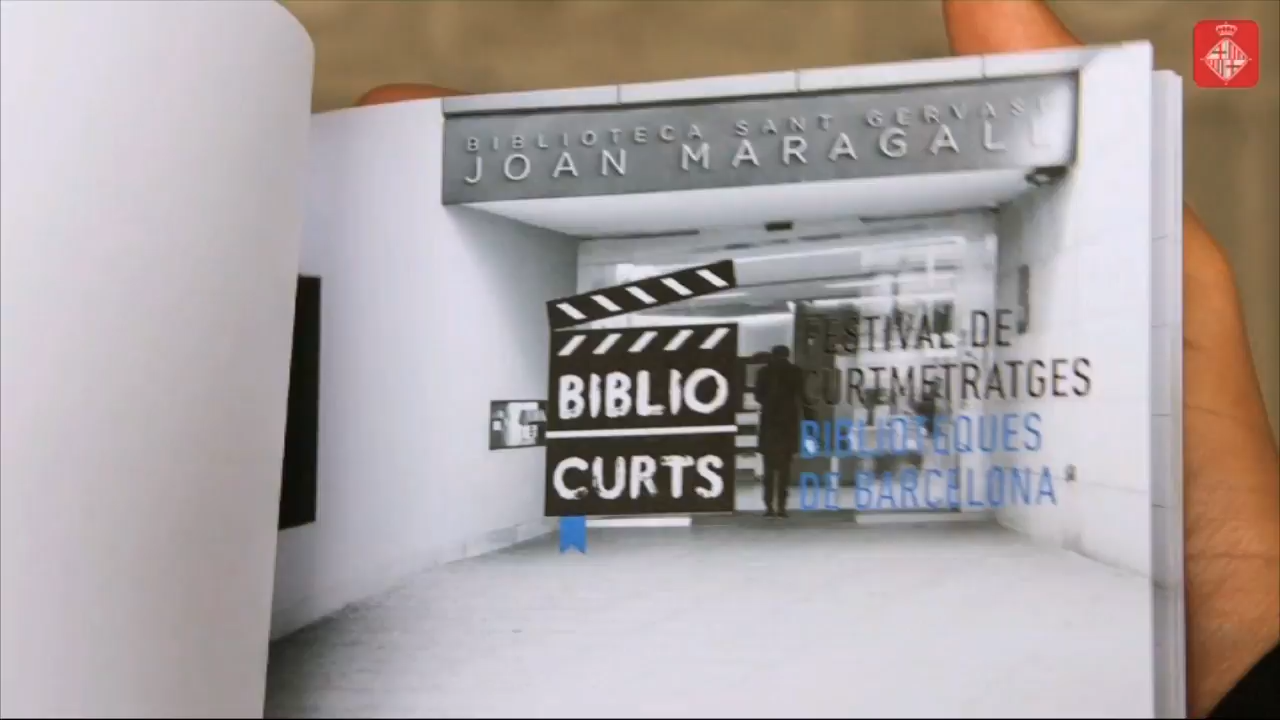 BIBLIOTECA SANT GERVASI
JOAN MARAGALL
BIBLIO
CURTS
FESTIVAL DE
CURTMETRATGES
BIBLIOTEQUES
DE BARCELONA